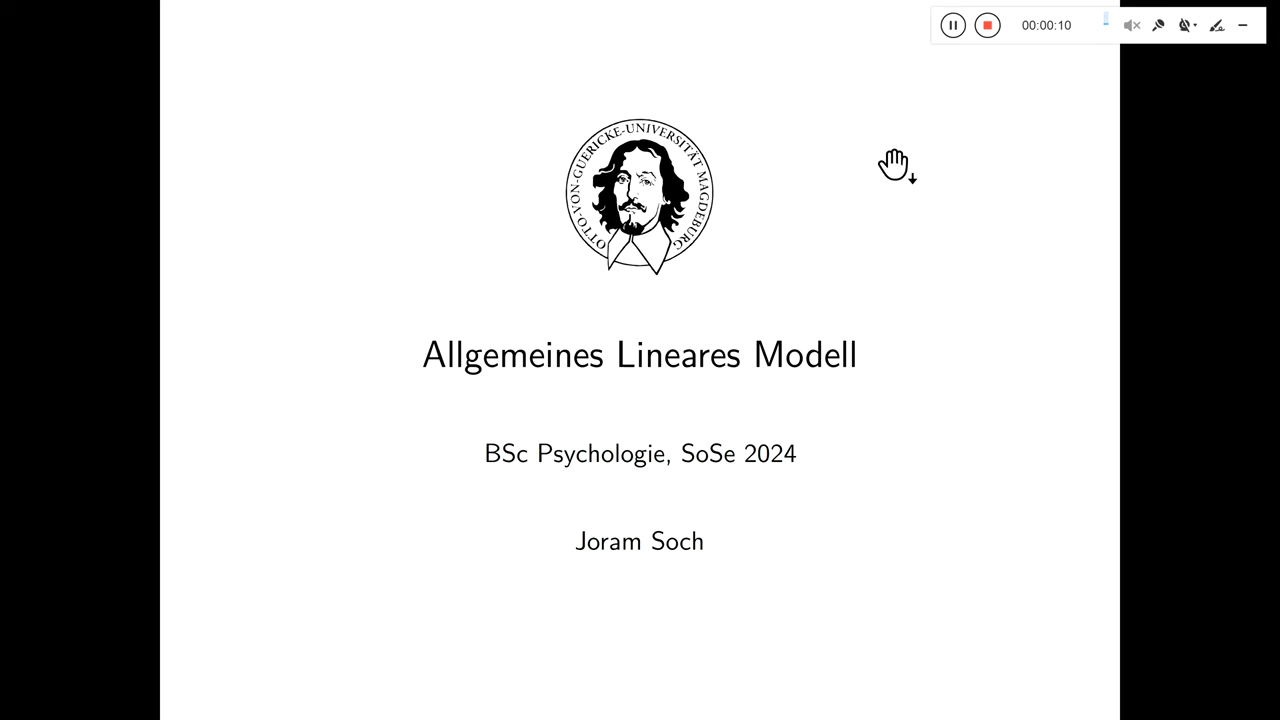 00:00:10
OTTO-VON-GUERICKE-UNIVERSITÄT MAGDEBURG
Allgemeines Lineares Modell
BSc Psychologie, SoSe 2024
Joram Soch